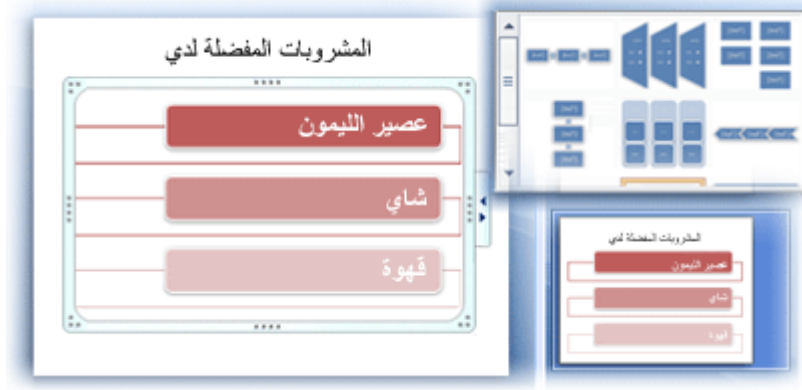 المشروبات المفضلة لدي
عصير الليمون
شاي
قهوة
المشروبات المفضلة لدي
عصير الليمون
شاي
قهوة